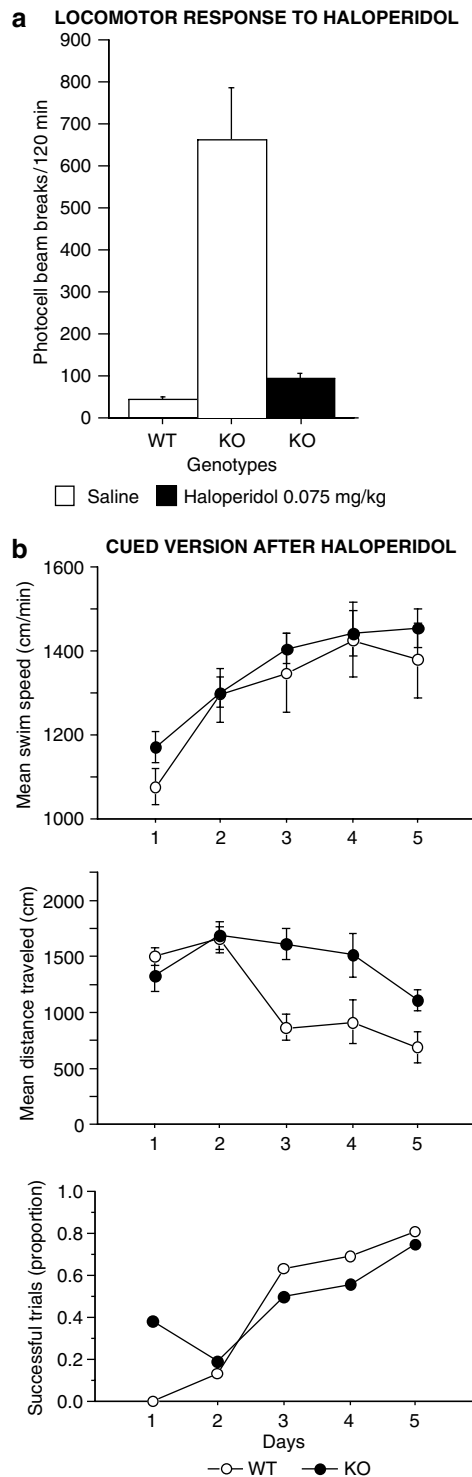 a LOCOMOTOR RESPONSE TO HALOPERIDOL
Photocell beam breaks/120 min
900
800
700
600
500
400
300
200
100
0
WT KO KO
Genotypes
Saline Haloperidol 0.075 mg/kg
b CUED VERSION AFTER HALOPERIDOL
Mean swim speed (cm/min)
1600
1400
1200
1000
1 2 3 4 5
Mean distance traveled (cm)
2000
1500
1000
500
0
1 2 3 4 5
Successful trials (proportion)
1.0
0.8
0.6
0.4
0.2
0.0
1 2 3 4 5
Days
WT KO